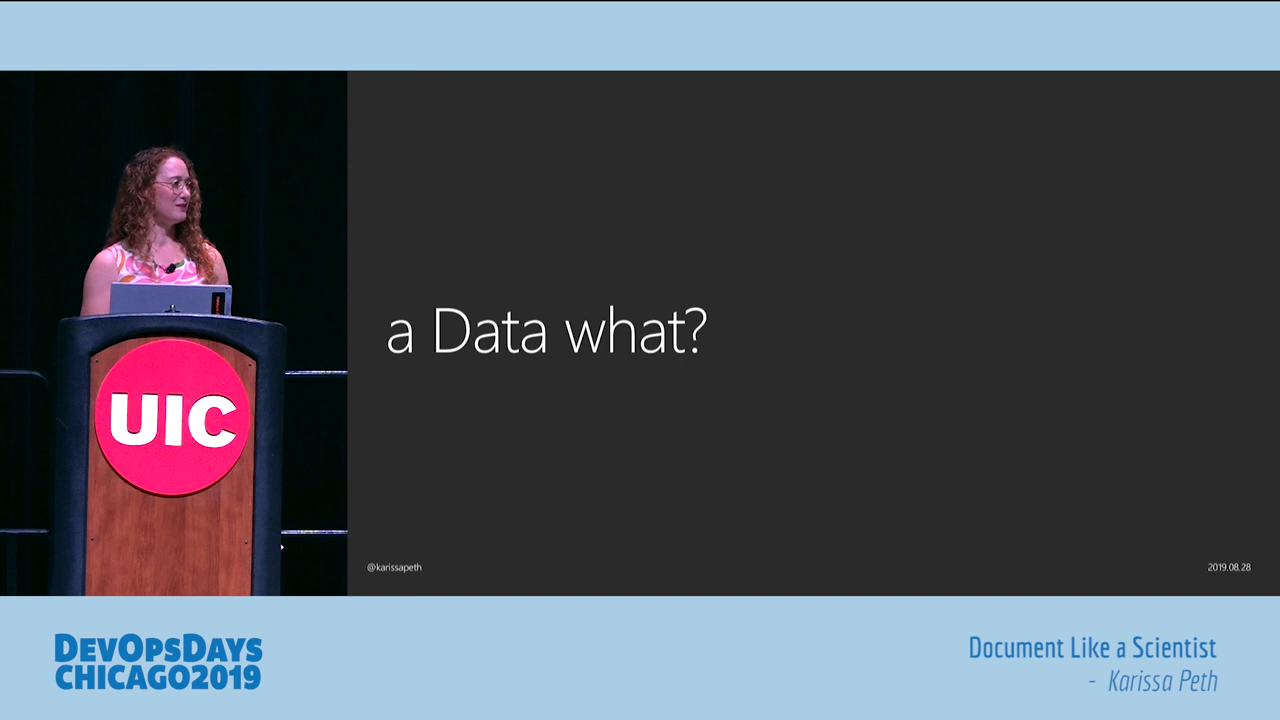 a Data what?
UIC
@karissapeth
2019.08.28
DevOpsDays
Chicago2019
Document Like a Scientist
- Karissa Peth